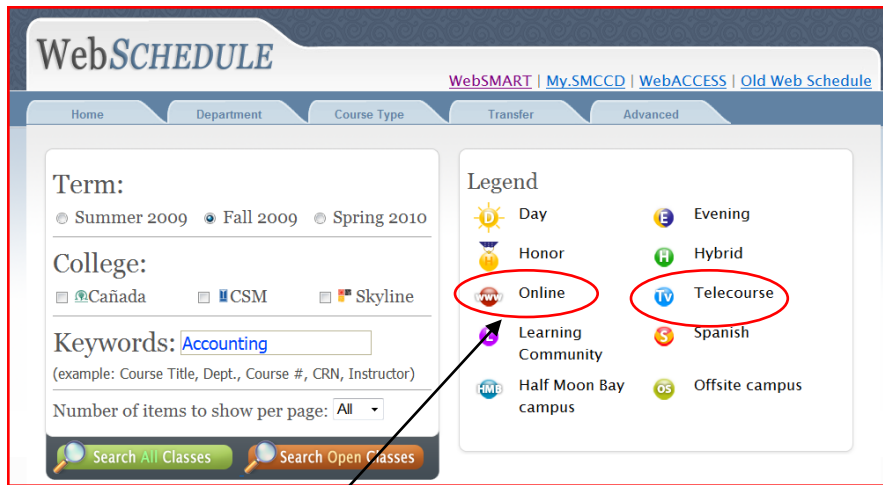 WebSCHEDULE
WebSMART | My.SMCCD | WebACCESS | Old Web Schedule
Home Department Course Type Transfer Advanced
Term:
Summer 2009 Fall 2009 Spring 2010
College:
Cañada CSM Skyline
Keywords: Accounting
(example: Course Title, Dept., Course #, CRN, Instructor)
Number of items to show per page: All
Search All Classes Search Open Classes
Legend
D Day E Evening
H Honor H Hybrid
www Online TV Telecourse
Learning S Spanish
Community
HMB Half Moon Bay OS Offsite campus
campus